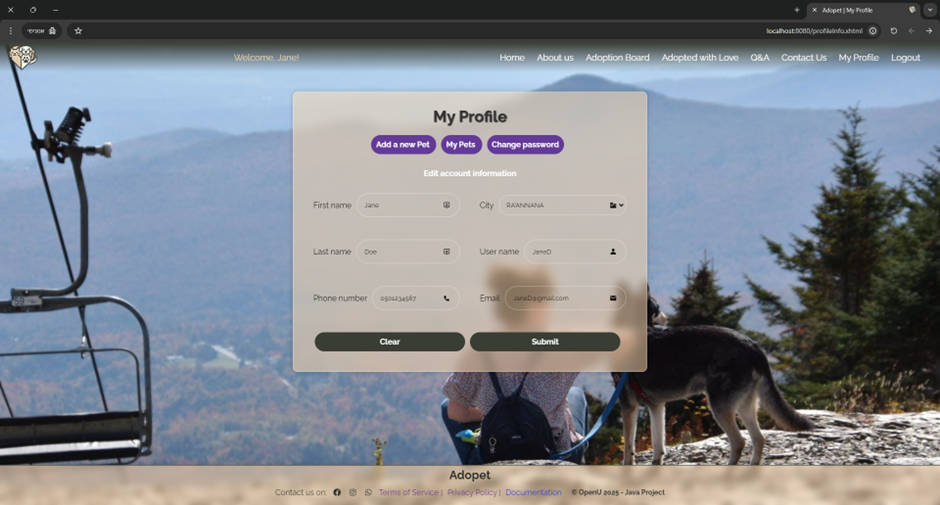 Adopet | My Profile
אנונימי
localhost:8080/profileInfo.xhtml
Welcome, Jane!
Home About us Adoption Board Adopted with Love Q&A Contact Us My Profile Logout
My Profile
Add a new Pet My Pets Change password
Edit account information
First name Jane City RA'ANNANA
Last name Doe User name JaneD
Phone number 0501234567 Email JaneD@gmail.com
Clear Submit
Adopet
Contact us on: Terms of Service | Privacy Policy | Documentation © OpenU 2025 - Java Project